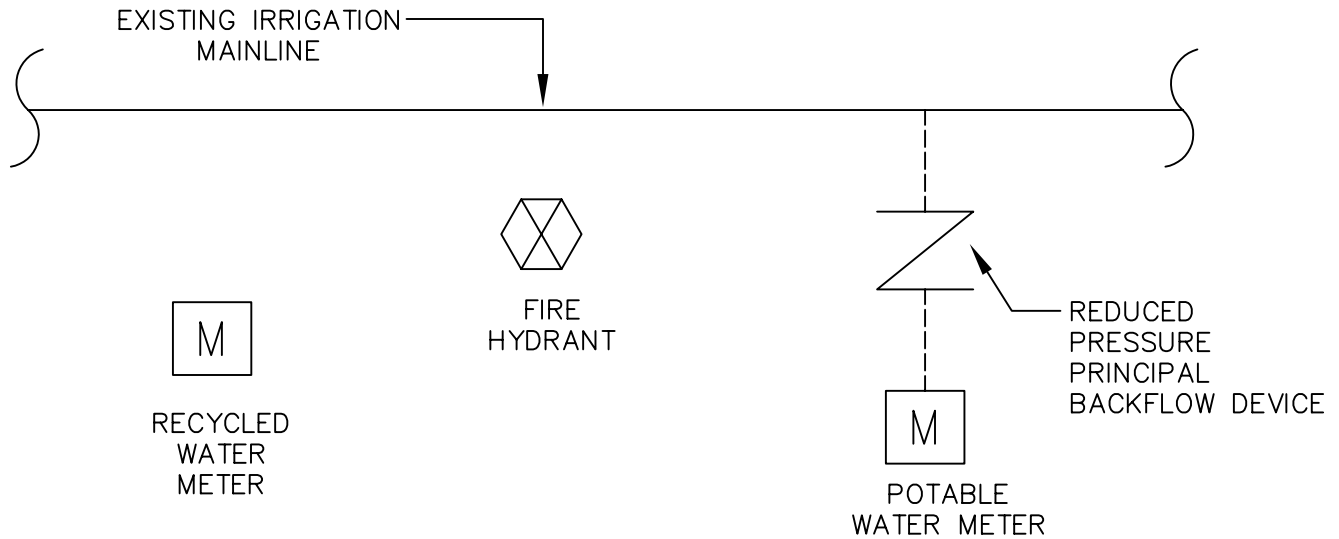 EXISTING IRRIGATION
MAINLINE
FIRE
HYDRANT
M
RECYCLED
WATER
METER
REDUCED
PRESSURE
PRINCIPAL
BACKFLOW DEVICE
M
POTABLE
WATER METER